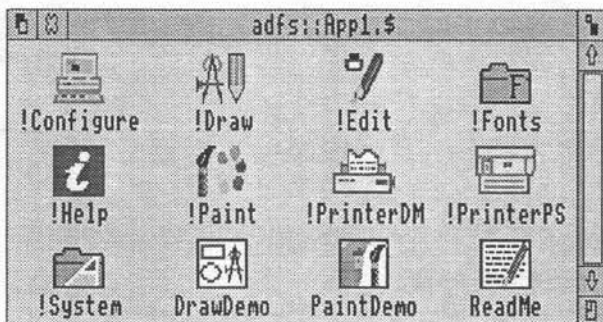 adfs::App1.$
!Configure !Draw !Edit !Fonts
!Help !Paint !PrinterDM !PrinterPS
!System DrawDemo PaintDemo ReadMe